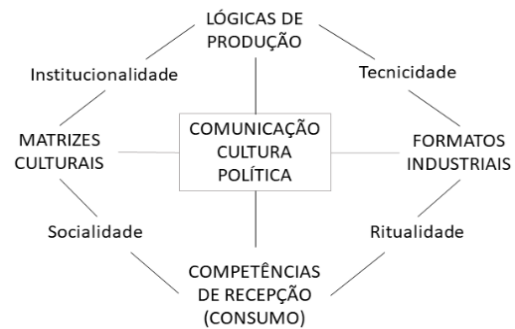 LÓGICAS DE
PRODUÇÃO
Institucionalidade
Tecnicidade
MATRIZES
CULTURAIS
COMUNICAÇÃO
CULTURA
POLÍTICA
FORMATOS
INDUSTRIAIS
Socialidade
Ritualidade
COMPETÊNCIAS
DE RECEPÇÃO
(CONSUMO)